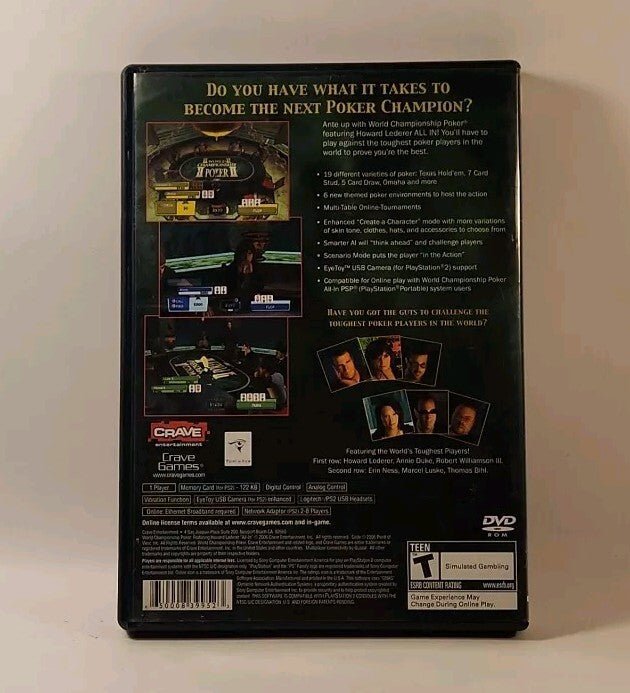 DO YOU HAVE WHAT IT TAKES TO
BECOME THE NEXT POKER CHAMPION?
Ante up with World Championship Poker®
featuring Howard Lederer ALL IN! You'll have to
play against the toughest poker players in the
world to prove you're the best.
• 19 different varieties of poker: Texas Hold'em, 7 Card
Stud, 5 Card Draw, Omaha and more
• 6 new themed poker environments to host the action
• Multi-Table Online-Tournaments
• Enhanced "Create-a-Character" mode with more variations
of skin tone, clothes, hats, and accessories to choose from
• Smarter AI will "think ahead" and challenge players
• Scenario Mode puts the player "in the Action"
• EyeToy™ USB Camera (for PlayStation®2) support
• Compatible for Online play with World Championship Poker
All-In PSP® (PlayStation®Portable) system users
WORLD
CHAMPIONSHIP
POKER
HAVE YOU GOT THE GUTS TO CHALLENGE THE
TOUGHEST POKER PLAYERS IN THE WORLD?
Featuring the World's Toughest Players!
First row: Howard Lederer, Annie Duke, Robert Williamson III.
Second row: Erin Ness, Marcel Luske, Thomas Bihl.
CRAVE
entertainment
Crave
Games®
www.cravegames.com
1 Player
Memory Card (for PS2) - 122 KB
Digital Control
Analog Control
Vibration Function
EyeToy USB Camera (for PS2) enhanced
Logitech® /PS2 USB Headsets
Online: Ethernet Broadband required
Network Adaptor (PS2) 2-8 Players
Online license terms available at www.cravegames.com and in-game.
DVD
ROM
TEEN
T
ESRB CONTENT RATING
Simulated Gambling
www.esrb.org
Game Experience May
Change During Online Play.
50008 39952